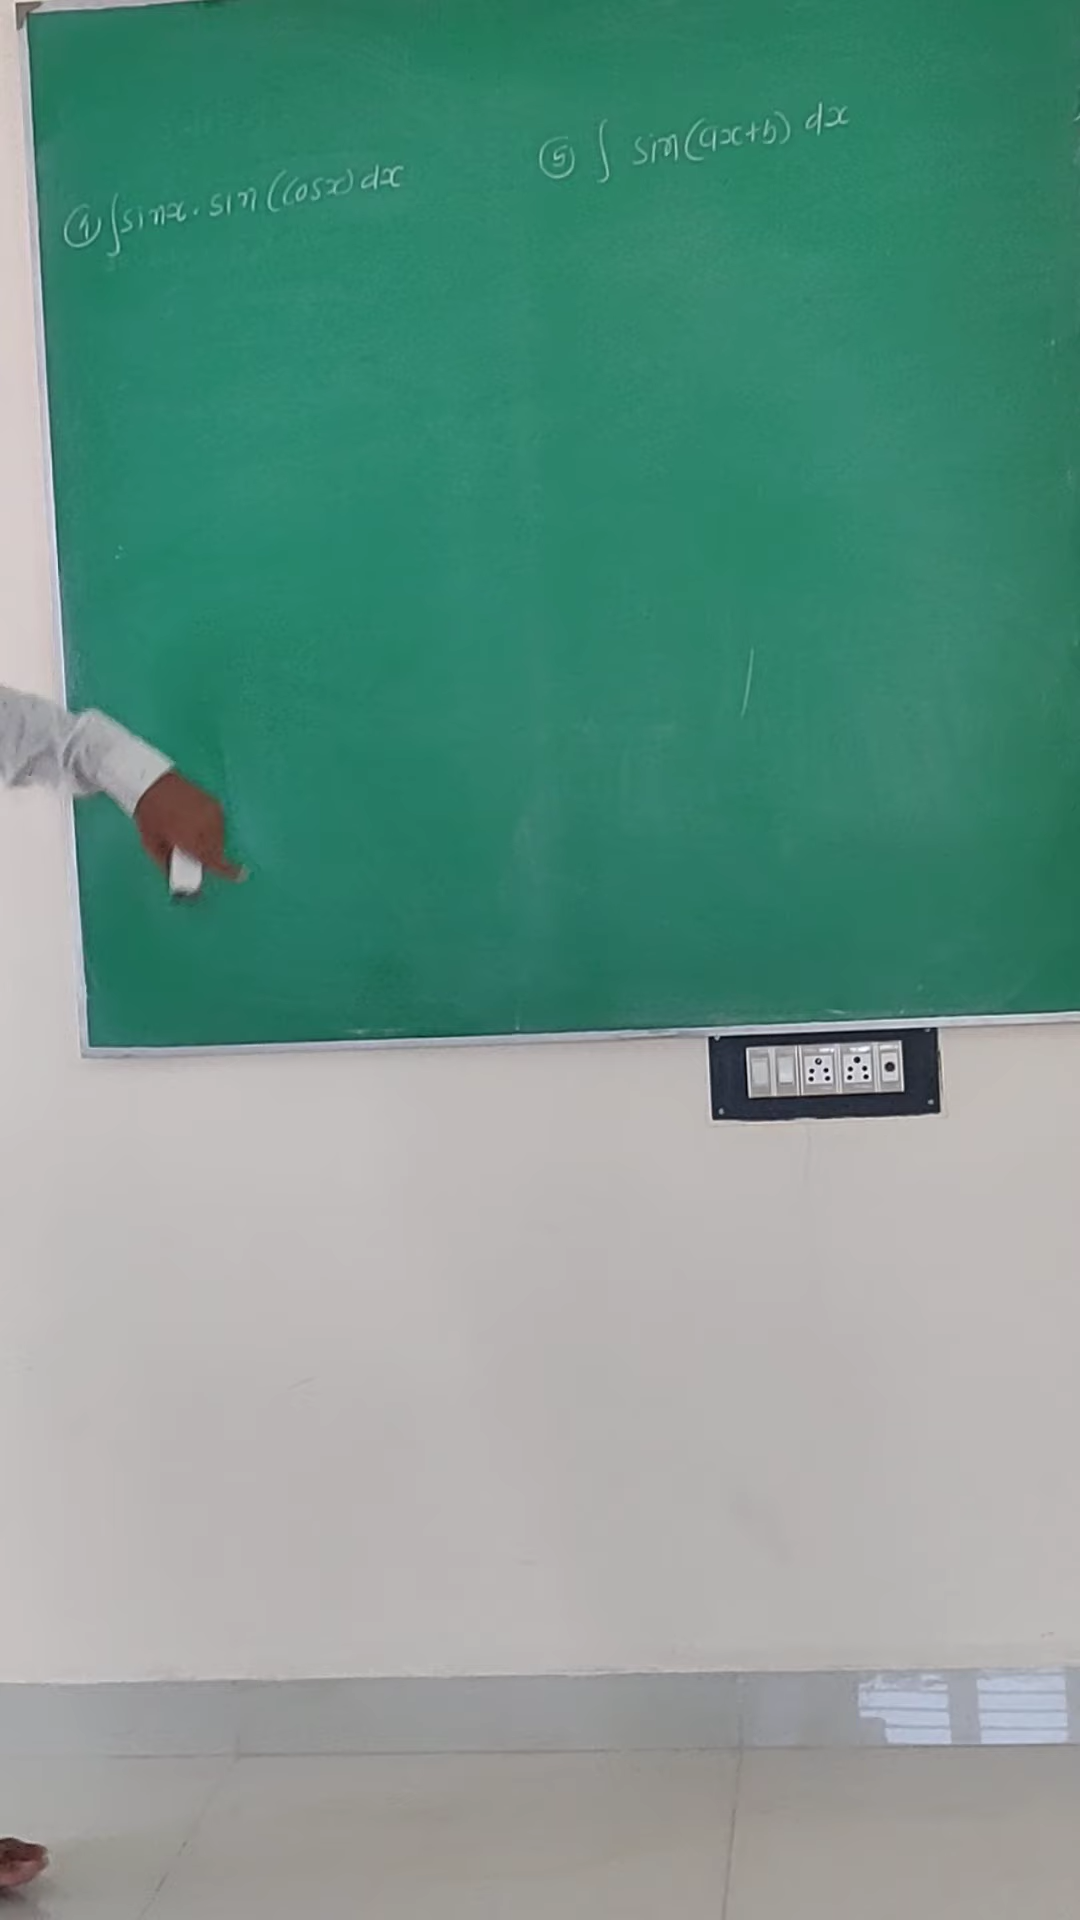 ④ ∫sinx. sin (cosx) dx
⑤ ∫ sin(ax+b) dx